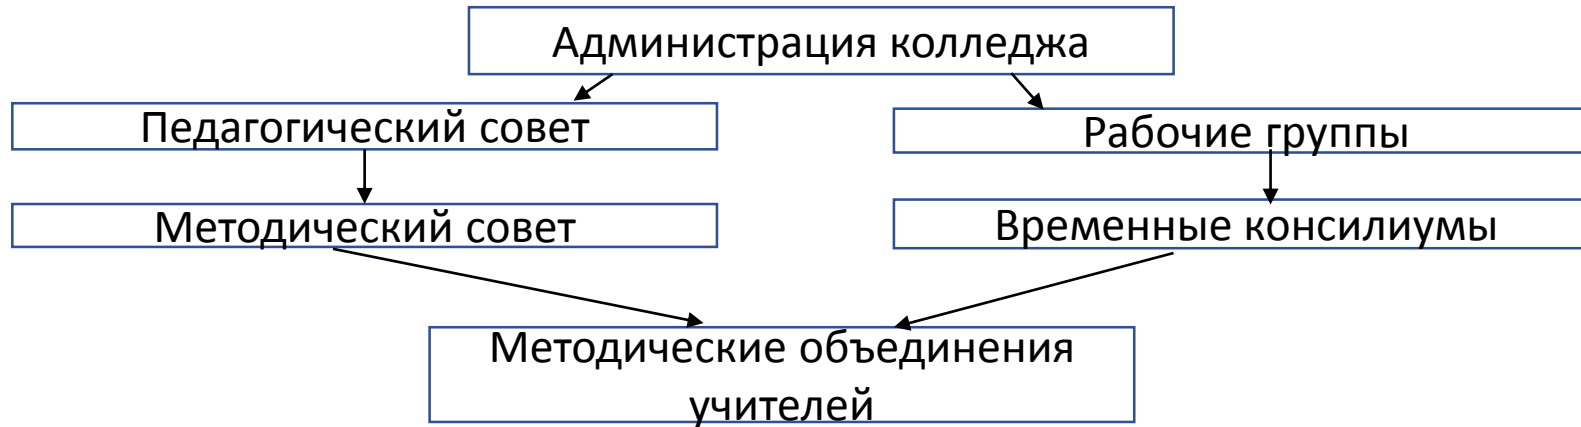 Администрация колледжа
Педагогический совет
Рабочие группы
Методический совет
Временные консилиумы
Методические объединения
учителей